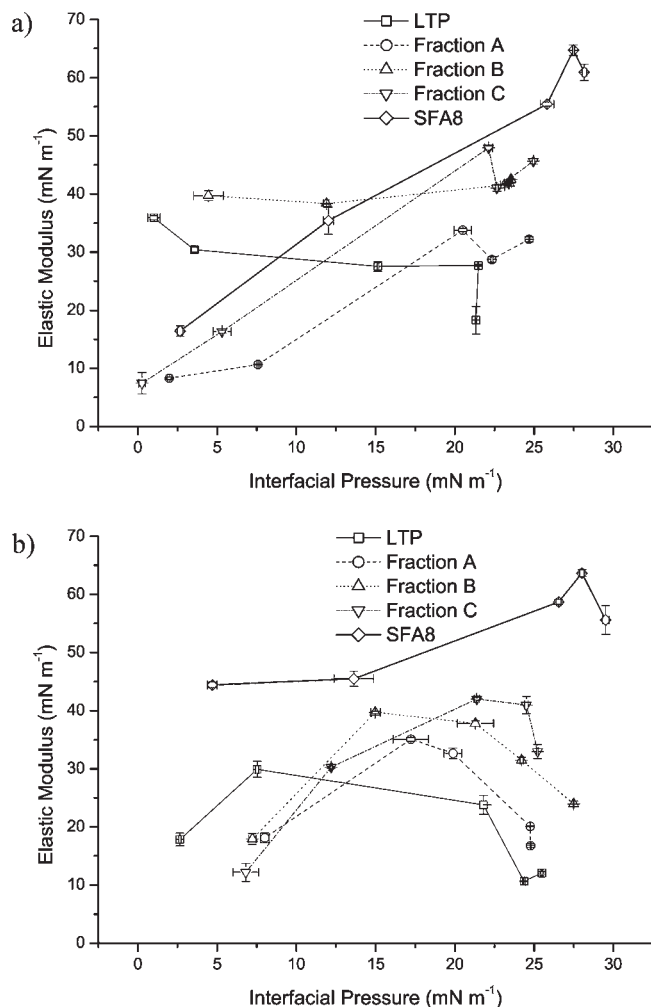 a)
70
60
50
40
30
20
10
0
Elastic Modulus (mN m⁻¹)
LTP
Fraction A
Fraction B
Fraction C
SFA8
0 5 10 15 20 25 30
Interfacial Pressure (mN m⁻¹)
b)
70
60
50
40
30
20
10
0
Elastic Modulus (mN m⁻¹)
LTP
Fraction A
Fraction B
Fraction C
SFA8
0 5 10 15 20 25 30
Interfacial Pressure (mN m⁻¹)